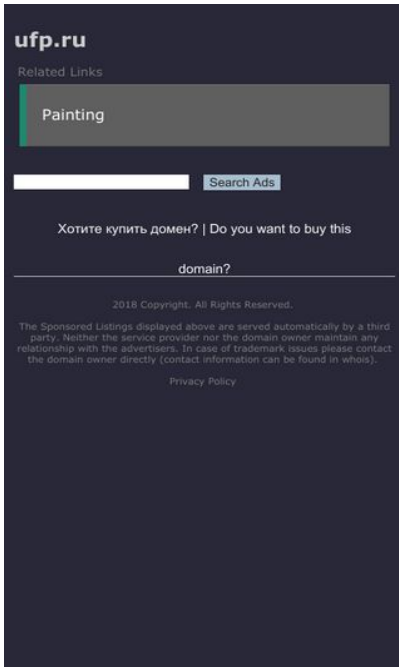 ufp.ru
Related Links
Painting
Search Ads
Хотите купить домен? | Do you want to buy this
domain?
2018 Copyright. All Rights Reserved.
The Sponsored Listings displayed above are served automatically by a third
party. Neither the service provider nor the domain owner maintain any
relationship with the advertisers. In case of trademark issues please contact
the domain owner directly (contact information can be found in whois).
Privacy Policy